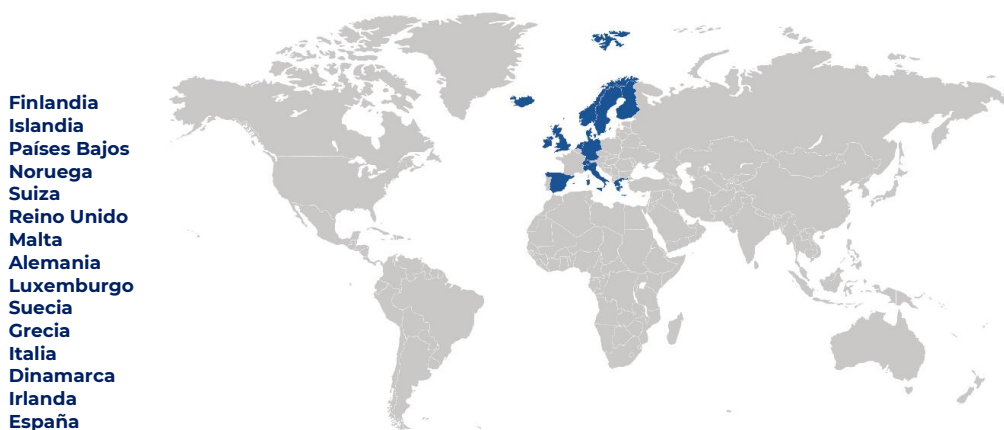 Finlandia
Islandia
Países Bajos
Noruega
Suiza
Reino Unido
Malta
Alemania
Luxemburgo
Suecia
Grecia
Italia
Dinamarca
Irlanda
España